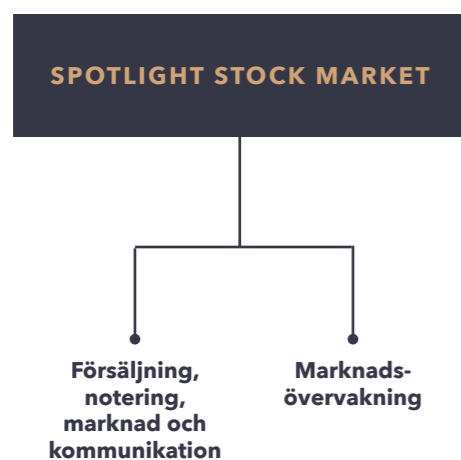 SPOTLIGHT STOCK MARKET
Försäljning,
notering,
marknad och
kommunikation
Marknads-
övervakning